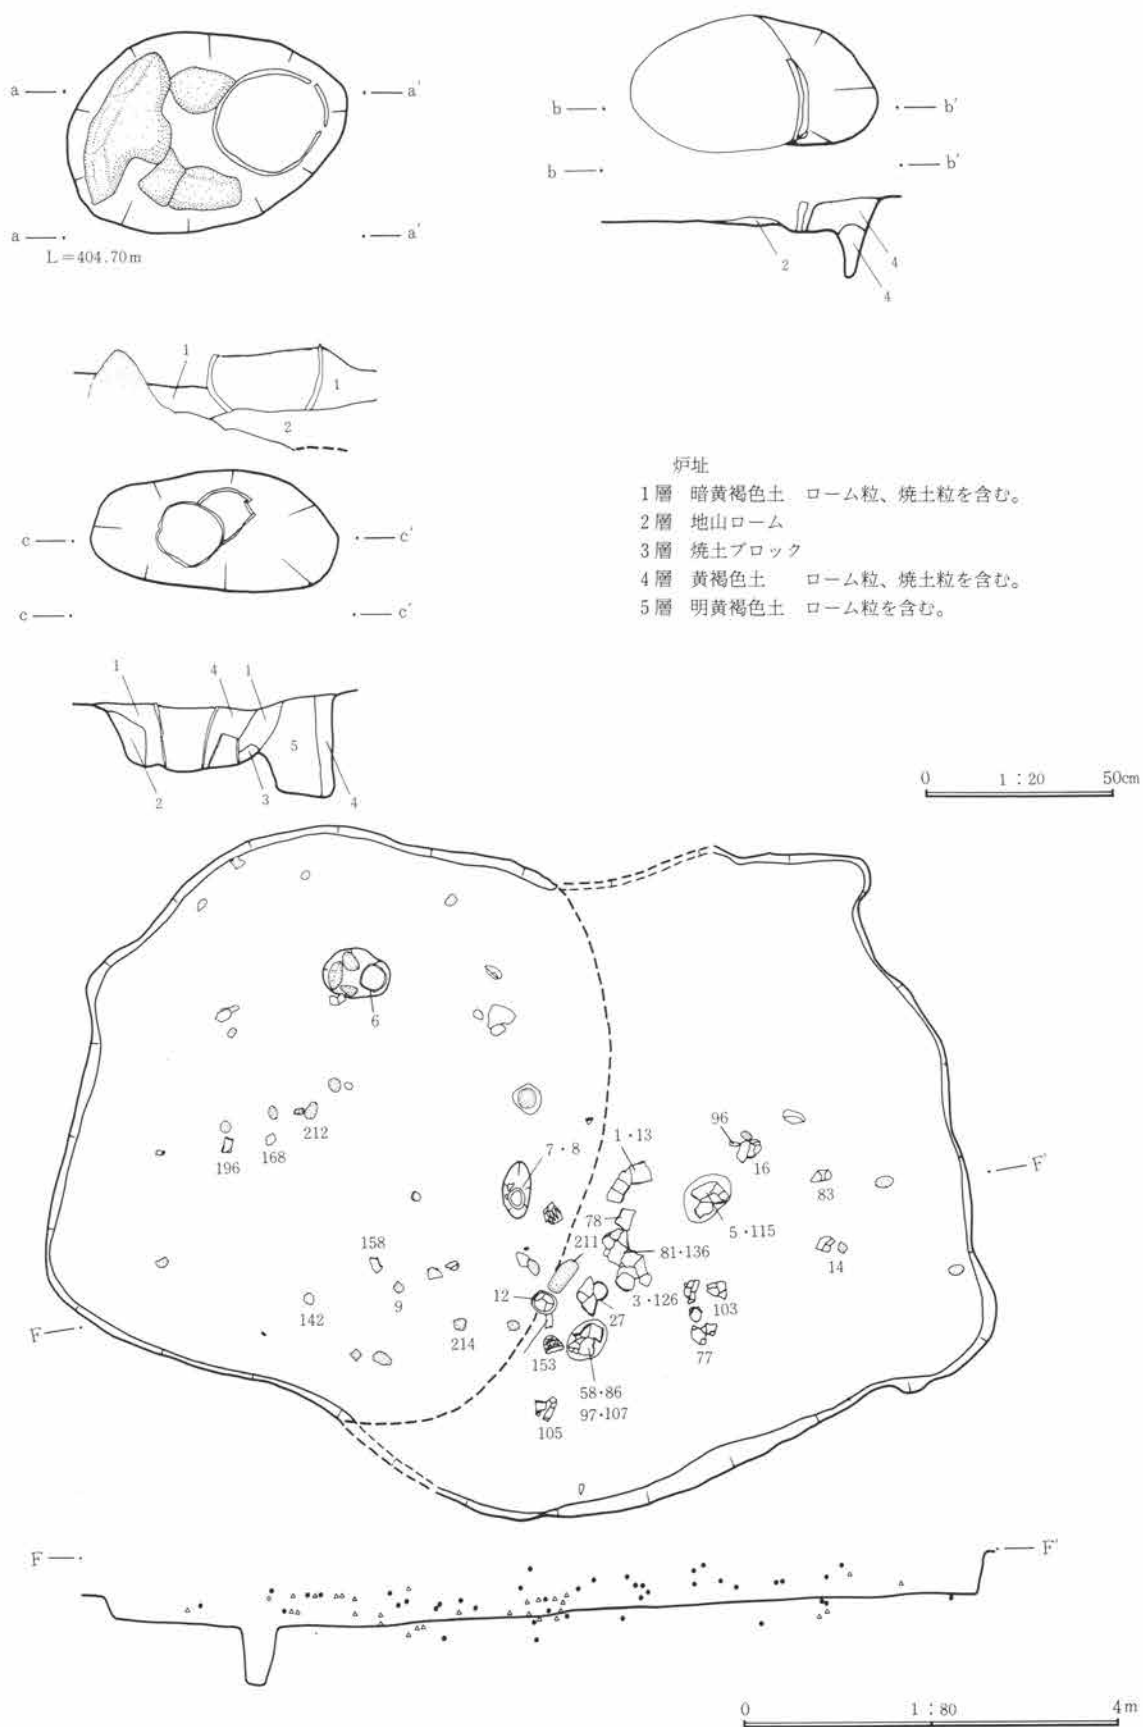 a a'
a a'
L=404.70m
b b'
b b'
2
4
4
1
1
2
c c'
c c'
1 4 1
5
2 3 4
炉址
1層 暗黄褐色土 ローム粒、焼土粒を含む。
2層 地山ローム
3層 焼土ブロック
4層 黄褐色土 ローム粒、焼土粒を含む。
5層 明黄褐色土 ローム粒を含む。
0 1:20 50cm
6
212
196 168
7・8
1・13
96
16
83
F'
78
5・115
211
81・136
14
158
9
142
12
3・126
27
103
F
214
153
77
58・86
97・107
105
F F'
0 1:80 4m